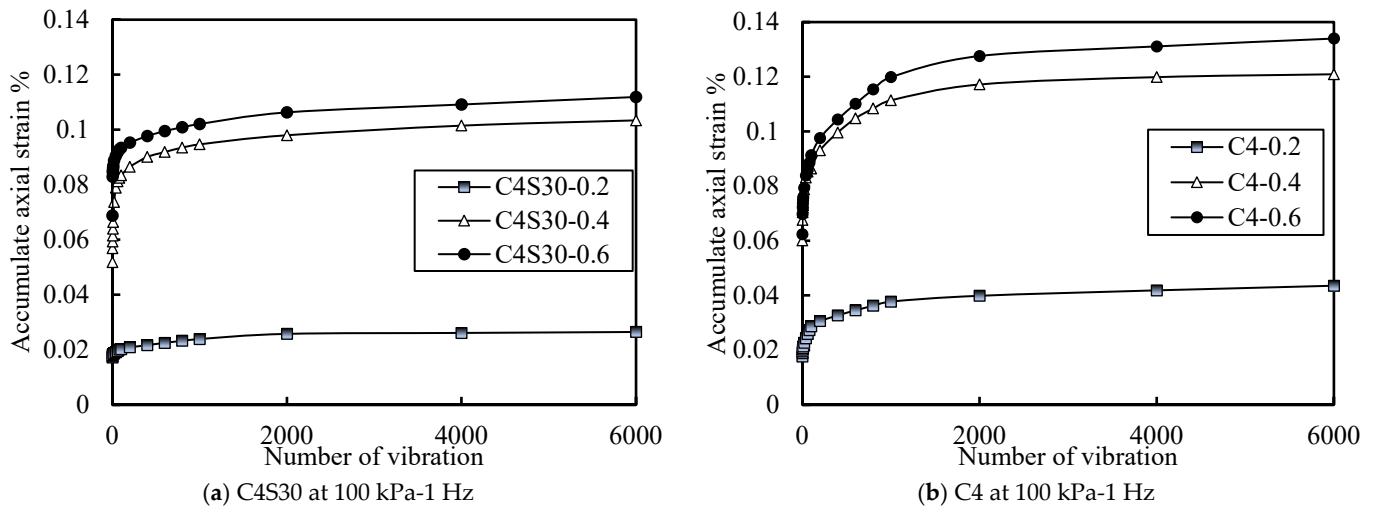 0.14
0.12
0.1
0.08
0.06
0.04
0.02
0
Accumulate axial strain %
C4S30-0.2
C4S30-0.4
C4S30-0.6
0 2000 4000 6000
Number of vibration
(a) C4S30 at 100 kPa-1 Hz
0.14
0.12
0.1
0.08
0.06
0.04
0.02
0
Accumulate axial strain %
C4-0.2
C4-0.4
C4-0.6
0 2000 4000 6000
Number of vibration
(b) C4 at 100 kPa-1 Hz